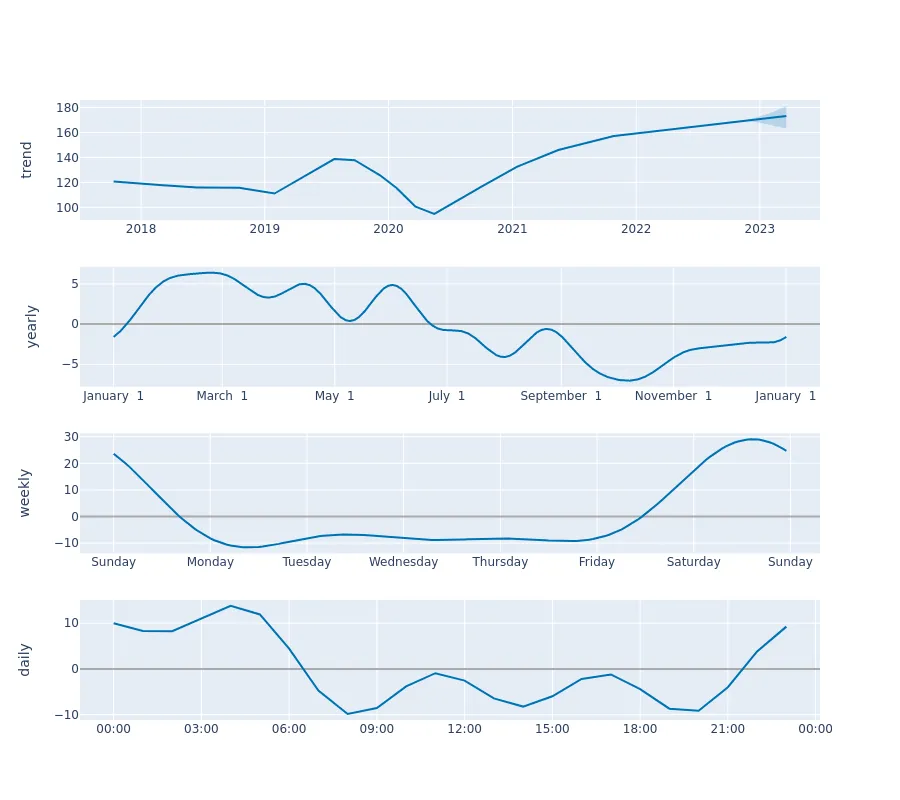 trend
180
160
140
120
100
2018 2019 2020 2021 2022 2023
yearly
5
0
−5
January 1 March 1 May 1 July 1 September 1 November 1 January 1
weekly
30
20
10
0
−10
Sunday Monday Tuesday Wednesday Thursday Friday Saturday Sunday
daily
10
0
−10
00:00 03:00 06:00 09:00 12:00 15:00 18:00 21:00 00:00